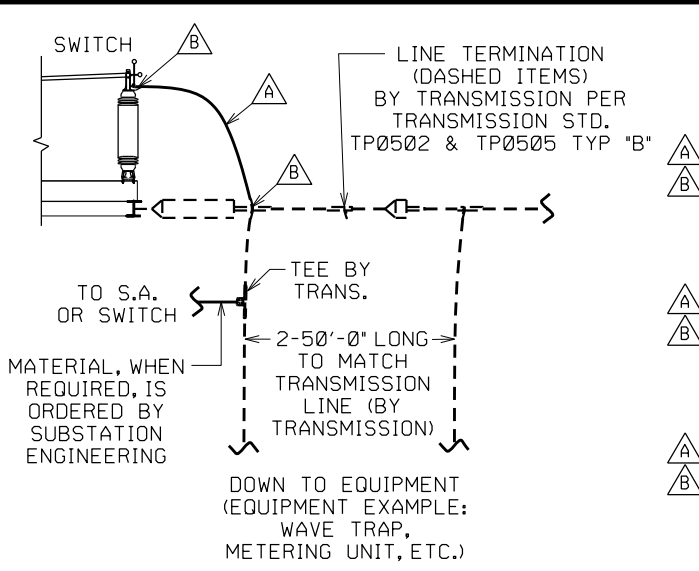 SWITCH
B
A
B
LINE TERMINATION
(DASHED ITEMS)
BY TRANSMISSION PER
TRANSMISSION STD.
TP0502 & TP0505 TYP "B"
TEE BY
TRANS.
TO S.A.
OR SWITCH
2-50'-0" LONG
TO MATCH
TRANSMISSION
LINE (BY
TRANSMISSION)
MATERIAL, WHEN
REQUIRED, IS
ORDERED BY
SUBSTATION
ENGINEERING
DOWN TO EQUIPMENT
(EQUIPMENT EXAMPLE:
WAVE TRAP,
METERING UNIT, ETC.)
A
B
A
B
A
B